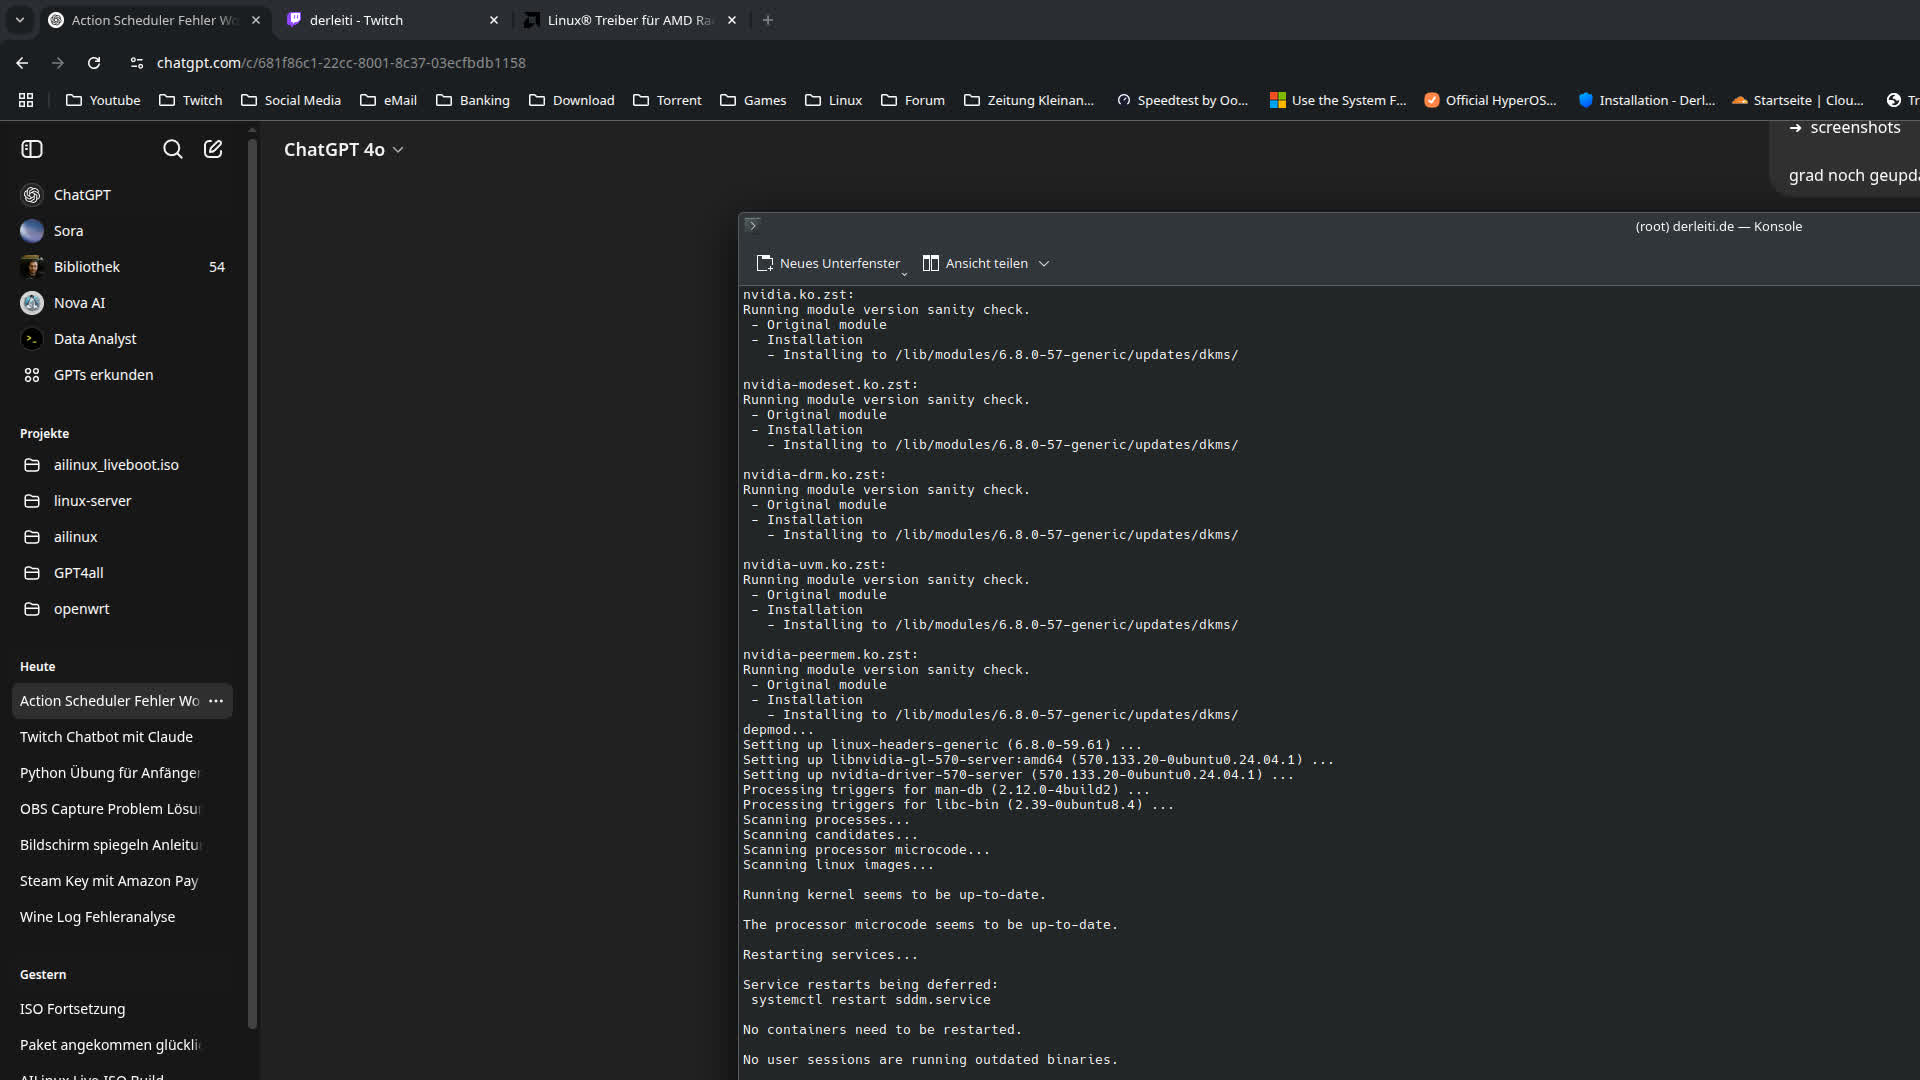 Action Scheduler Fehler Wo
derleiti - Twitch
Linux® Treiber für AMD Ra
chatgpt.com/c/681f86c1-22cc-8001-8c37-03ecfbdb1158
Youtube
Twitch
Social Media
eMail
Banking
Download
Torrent
Games
Linux
Forum
Zeitung Kleinan...
Speedtest by Oo...
Use the System F...
Official HyperOS...
Installation - Derl...
Startseite | Clou...
Tr
ChatGPT 4o
→ screenshots
grad noch geupda
ChatGPT
Sora
Bibliothek 54
Nova AI
Data Analyst
GPTs erkunden
Projekte
ailinux_liveboot.iso
linux-server
ailinux
GPT4all
openwrt
Heute
Action Scheduler Fehler Wo
Twitch Chatbot mit Claude
Python Übung für Anfänger
OBS Capture Problem Lösu
Bildschirm spiegeln Anleitu
Steam Key mit Amazon Pay
Wine Log Fehleranalyse
Gestern
ISO Fortsetzung
Paket angekommen glückli
AILinux Live ISO Build
(root) derleiti.de — Konsole
Neues Unterfenster
Ansicht teilen
nvidia.ko.zst:
Running module version sanity check.
- Original module
- Installation
- Installing to /lib/modules/6.8.0-57-generic/updates/dkms/
nvidia-modeset.ko.zst:
Running module version sanity check.
- Original module
- Installation
- Installing to /lib/modules/6.8.0-57-generic/updates/dkms/
nvidia-drm.ko.zst:
Running module version sanity check.
- Original module
- Installation
- Installing to /lib/modules/6.8.0-57-generic/updates/dkms/
nvidia-uvm.ko.zst:
Running module version sanity check.
- Original module
- Installation
- Installing to /lib/modules/6.8.0-57-generic/updates/dkms/
nvidia-peermem.ko.zst:
Running module version sanity check.
- Original module
- Installation
- Installing to /lib/modules/6.8.0-57-generic/updates/dkms/
depmod...
Setting up linux-headers-generic (6.8.0-59.61) ...
Setting up libnvidia-gl-570-server:amd64 (570.133.20-0ubuntu0.24.04.1) ...
Setting up nvidia-driver-570-server (570.133.20-0ubuntu0.24.04.1) ...
Processing triggers for man-db (2.12.0-4build2) ...
Processing triggers for libc-bin (2.39-0ubuntu8.4) ...
Scanning processes...
Scanning candidates...
Scanning processor microcode...
Scanning linux images...
Running kernel seems to be up-to-date.
The processor microcode seems to be up-to-date.
Restarting services...
Service restarts being deferred:
systemctl restart sddm.service
No containers need to be restarted.
No user sessions are running outdated binaries.